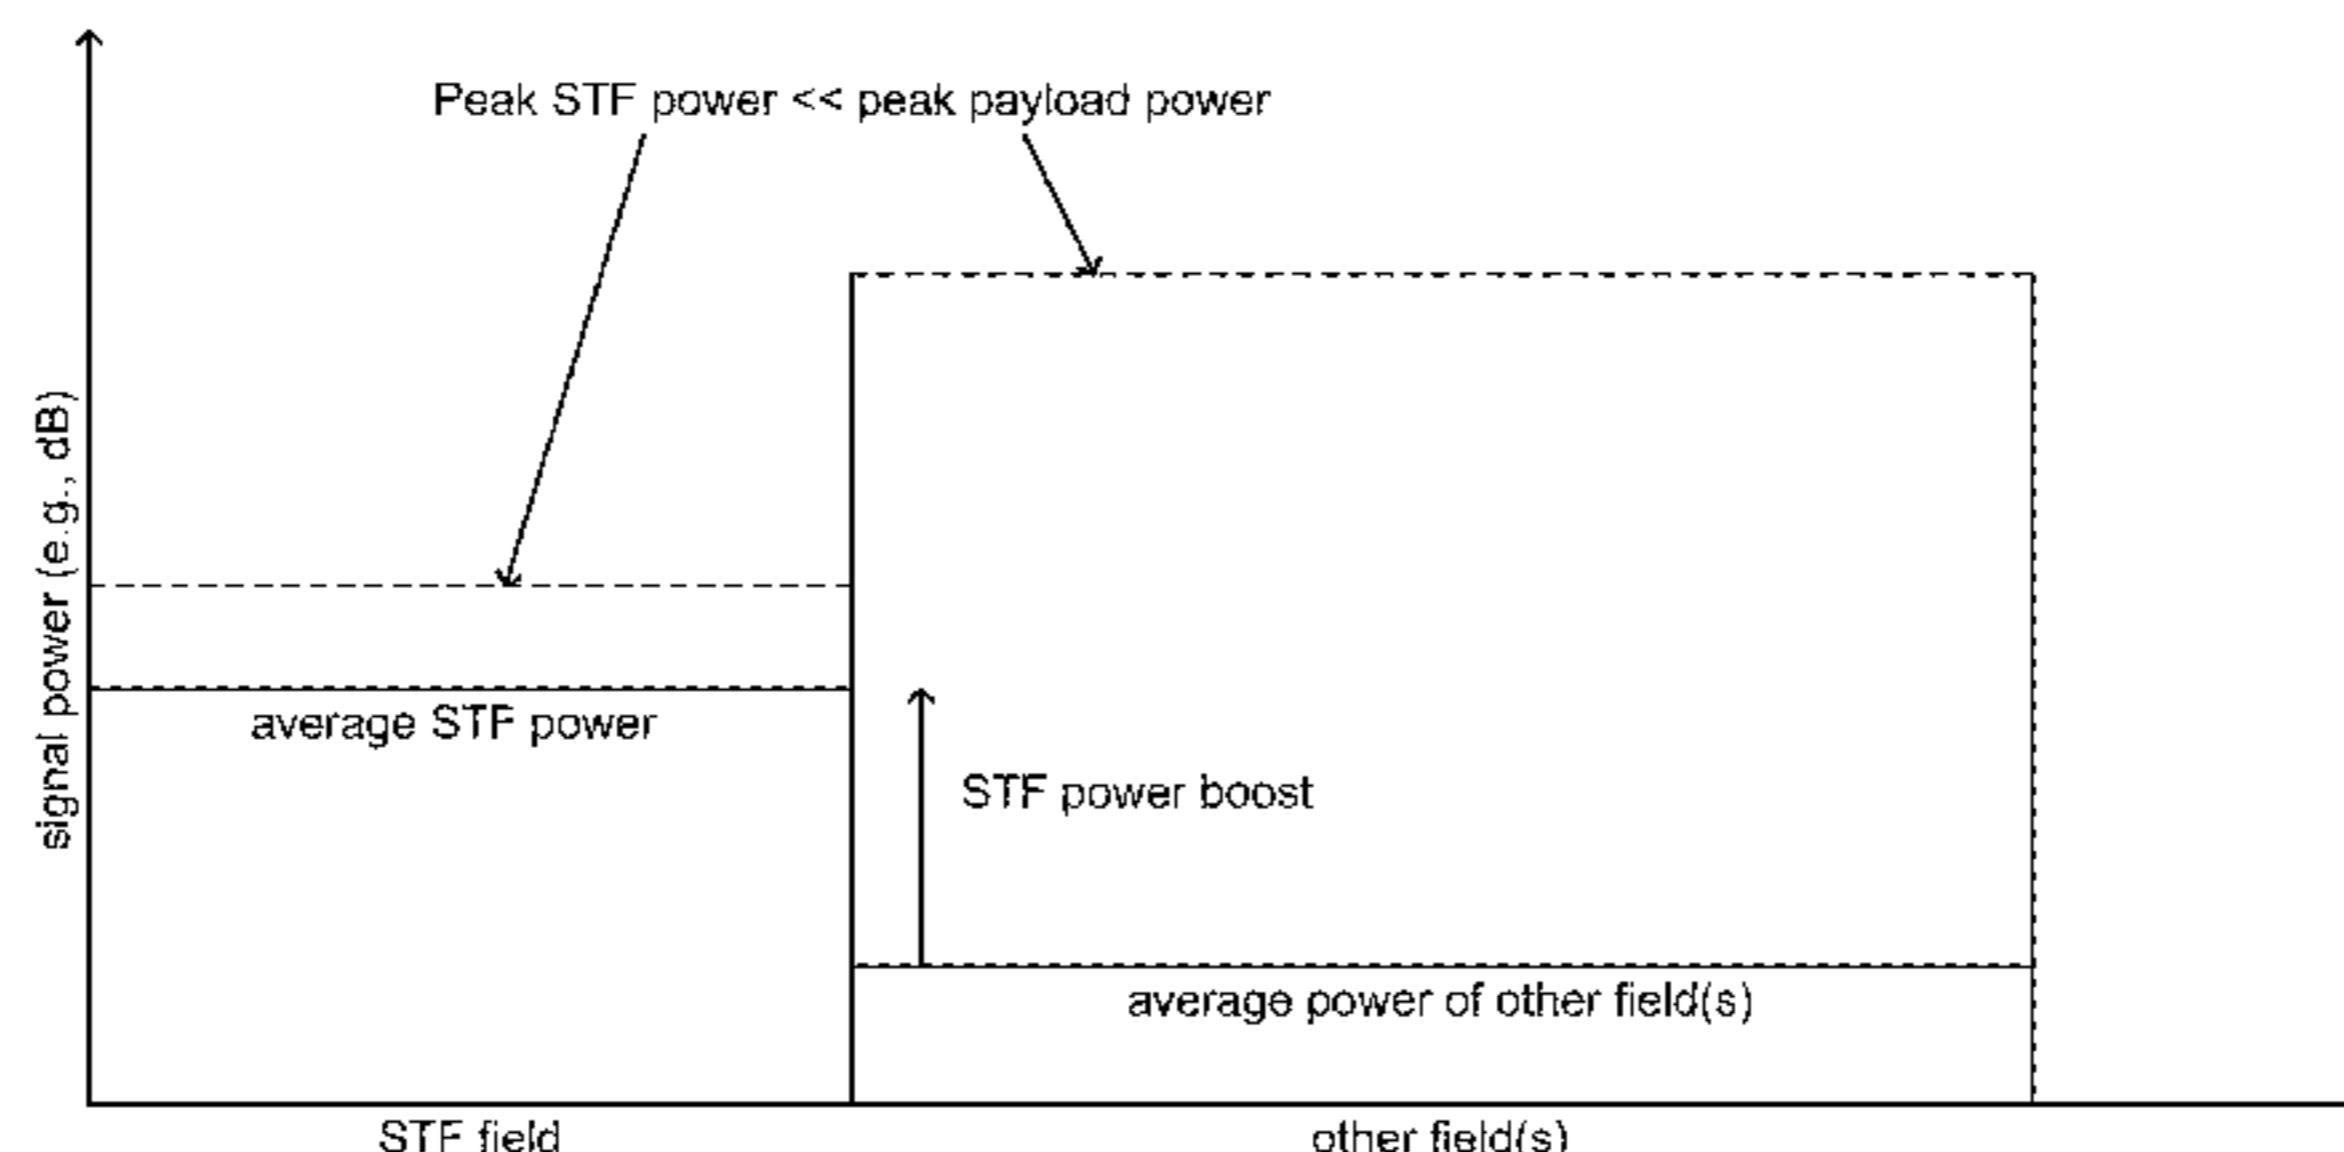 Peak STF power << peak payload power
signal power (e.g., dB)
average STF power
STF power boost
average power of other field(s)
STF field
other field(s)